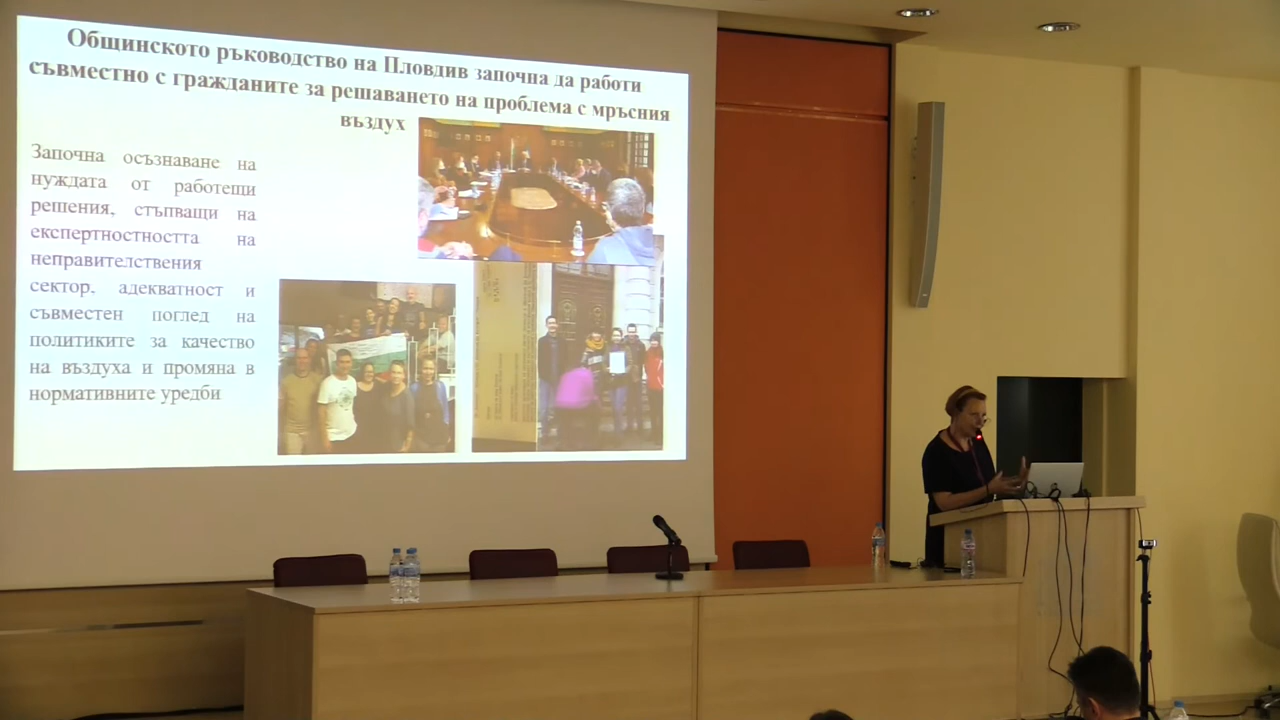 Общинското ръководство на Пловдив започна да работи
съвместно с гражданите за решаването на проблема с мръсния
въздух
Започна осъзнаване на
нуждата от работещи
решения, стъпващи на
експертностността на
неправителствения
сектор, адекватност и
съвместен поглед на
политиките за качество
на въздуха и промяна в
нормативните уредби